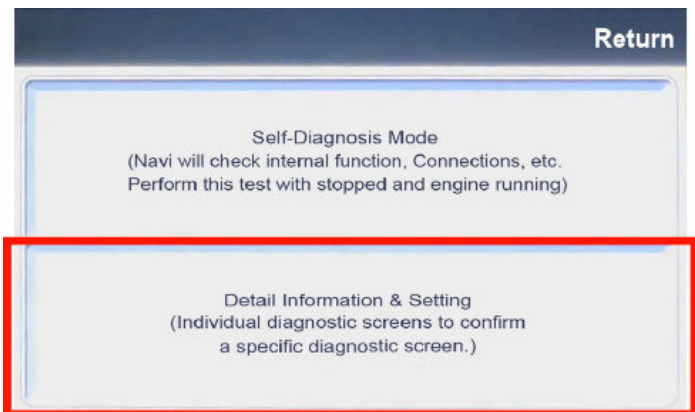 Return
Self-Diagnosis Mode
(Navi will check internal function, Connections, etc.
Perform this test with stopped and engine running)
Detail Information & Setting
(Individual diagnostic screens to confirm
a specific diagnostic screen.)